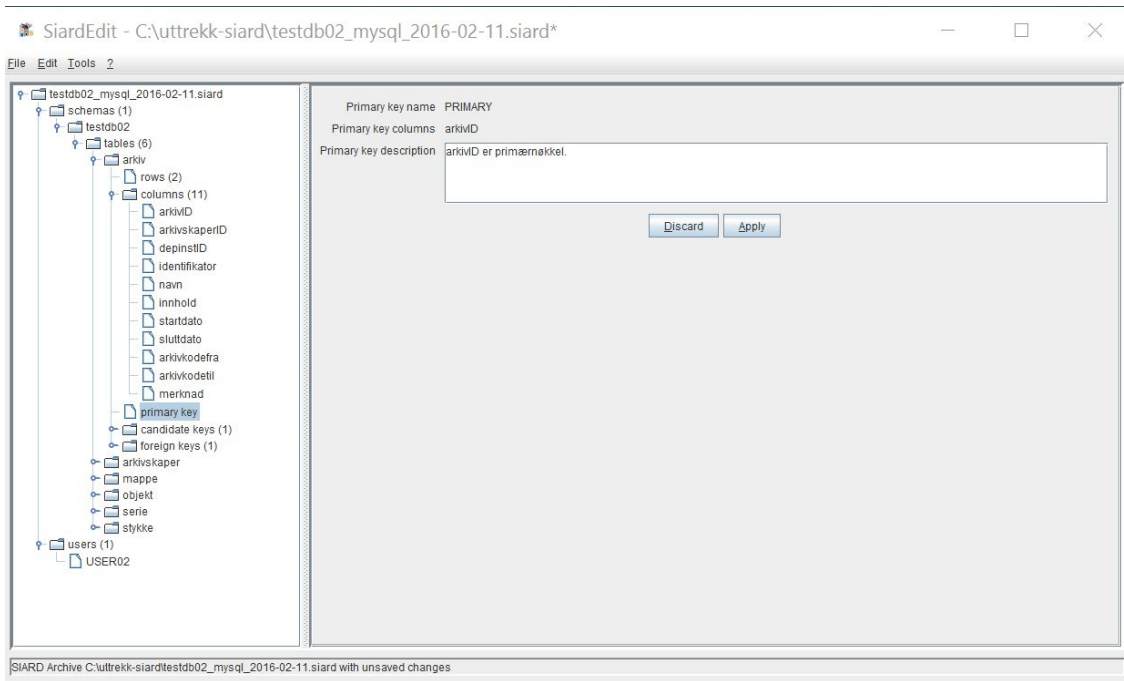 SiardEdit - C:\uttrekk-siard\testdb02_mysql_2016-02-11.siard*
File Edit Tools ?
testdb02_mysql_2016-02-11.siard
schemas (1)
testdb02
tables (6)
arkiv
rows (2)
columns (11)
arkivID
arkivskaperID
depinstID
identifikator
navn
innhold
startdato
sluttdato
arkivkodefra
arkivkodetil
merknad
primary key
candidate keys (1)
foreign keys (1)
arkivskaper
mappe
objekt
serie
stykke
users (1)
USER02
Primary key name PRIMARY
Primary key columns arkivID
Primary key description arkivID er primærnøkkel.
Discard Apply
SIARD Archive C:\uttrekk-siard\testdb02_mysql_2016-02-11.siard with unsaved changes